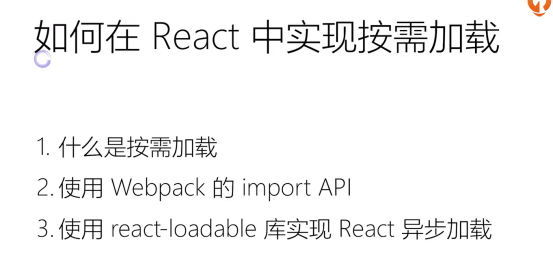 如何在 React 中实现按需加载
1. 什么是按需加载
2. 使用 Webpack 的 import API
3. 使用 react-loadable 库实现 React 异步加载